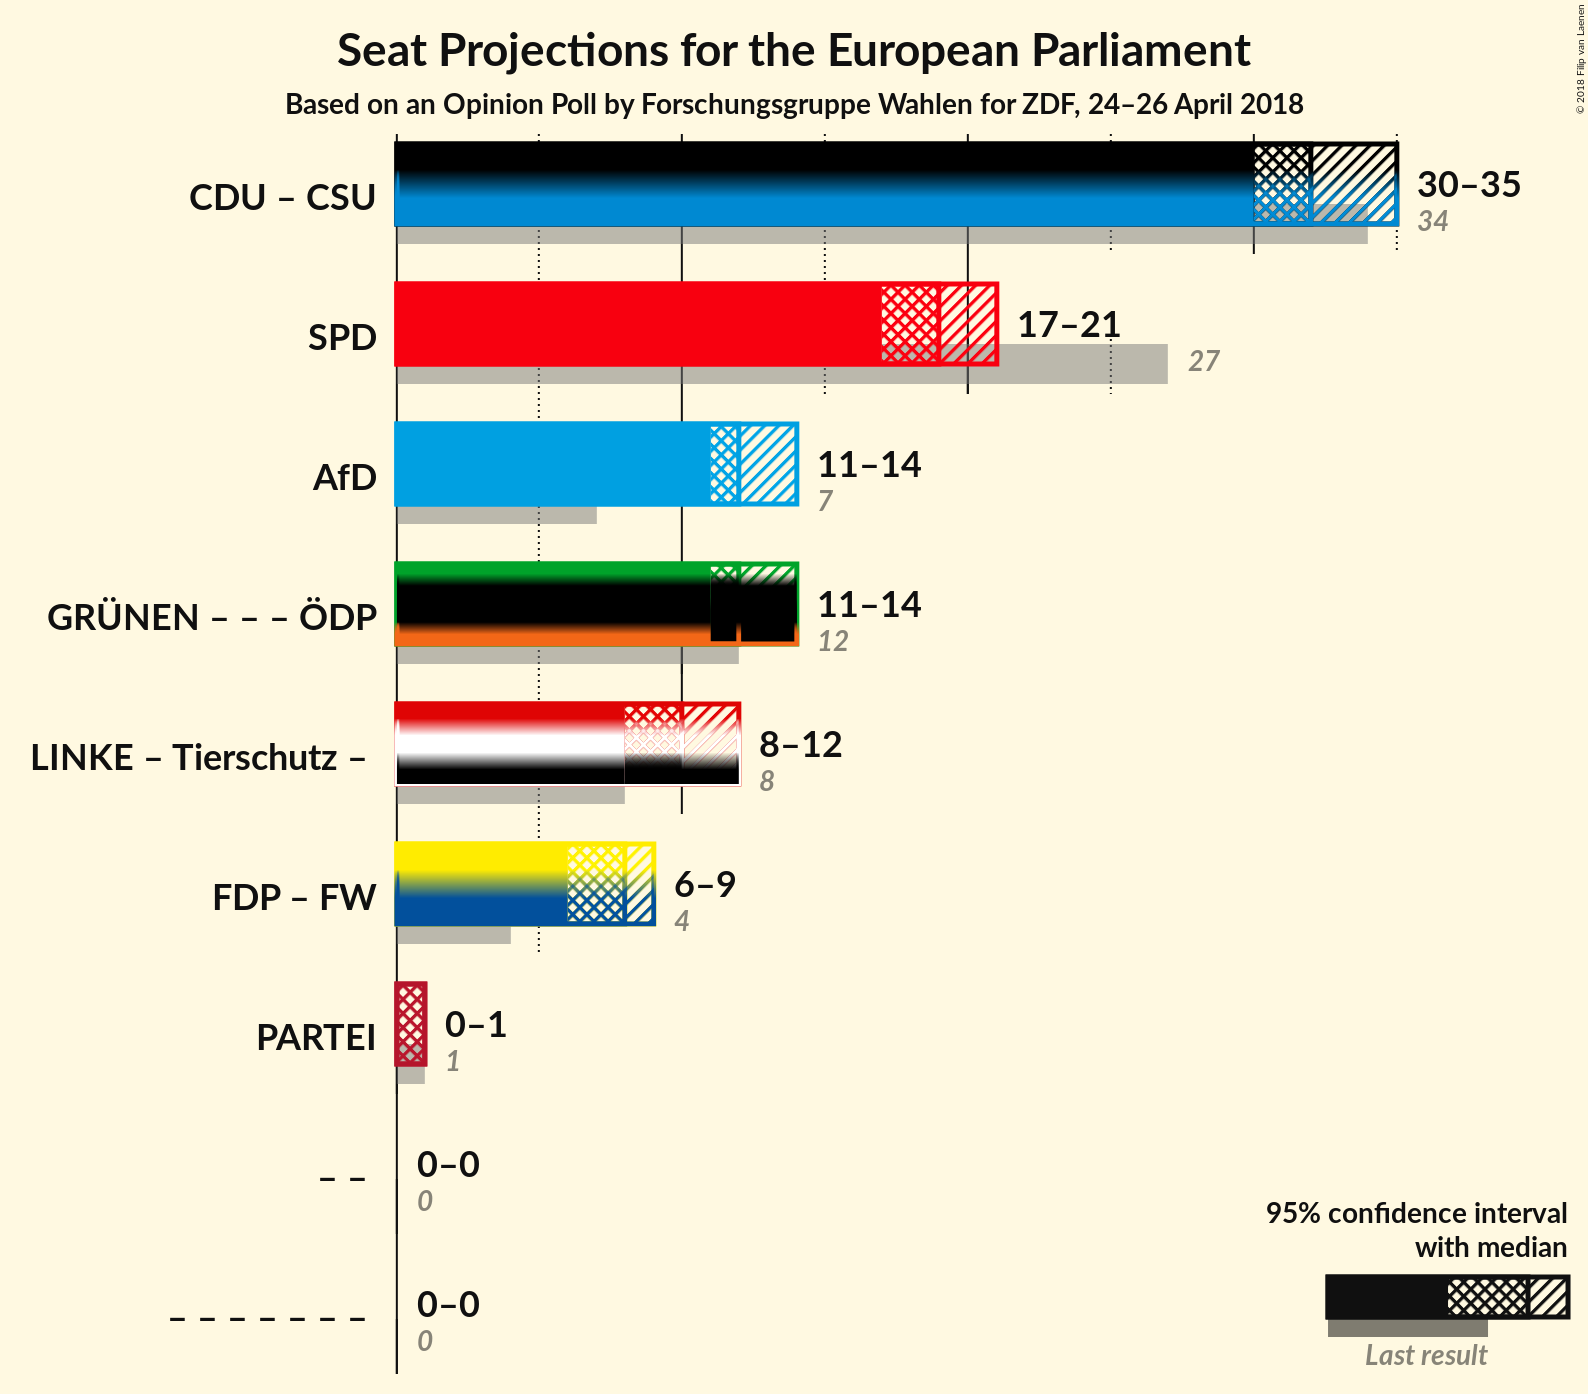 Seat Projections for the European Parliament
Based on an Opinion Poll by Forschungsgruppe Wahlen for ZDF, 24–26 April 2018
© 2018 Filip van Laenen
CDU – CSU
30–35
34
SPD
17–21
27
AfD
11–14
7
GRÜNEN – – – ÖDP
11–14
12
LINKE – Tierschutz –
8–12
8
FDP – FW
6–9
4
PARTEI
0–1
1
– –
0–0
0
– – – – – – –
0–0
0
95% confidence interval
with median
Last result